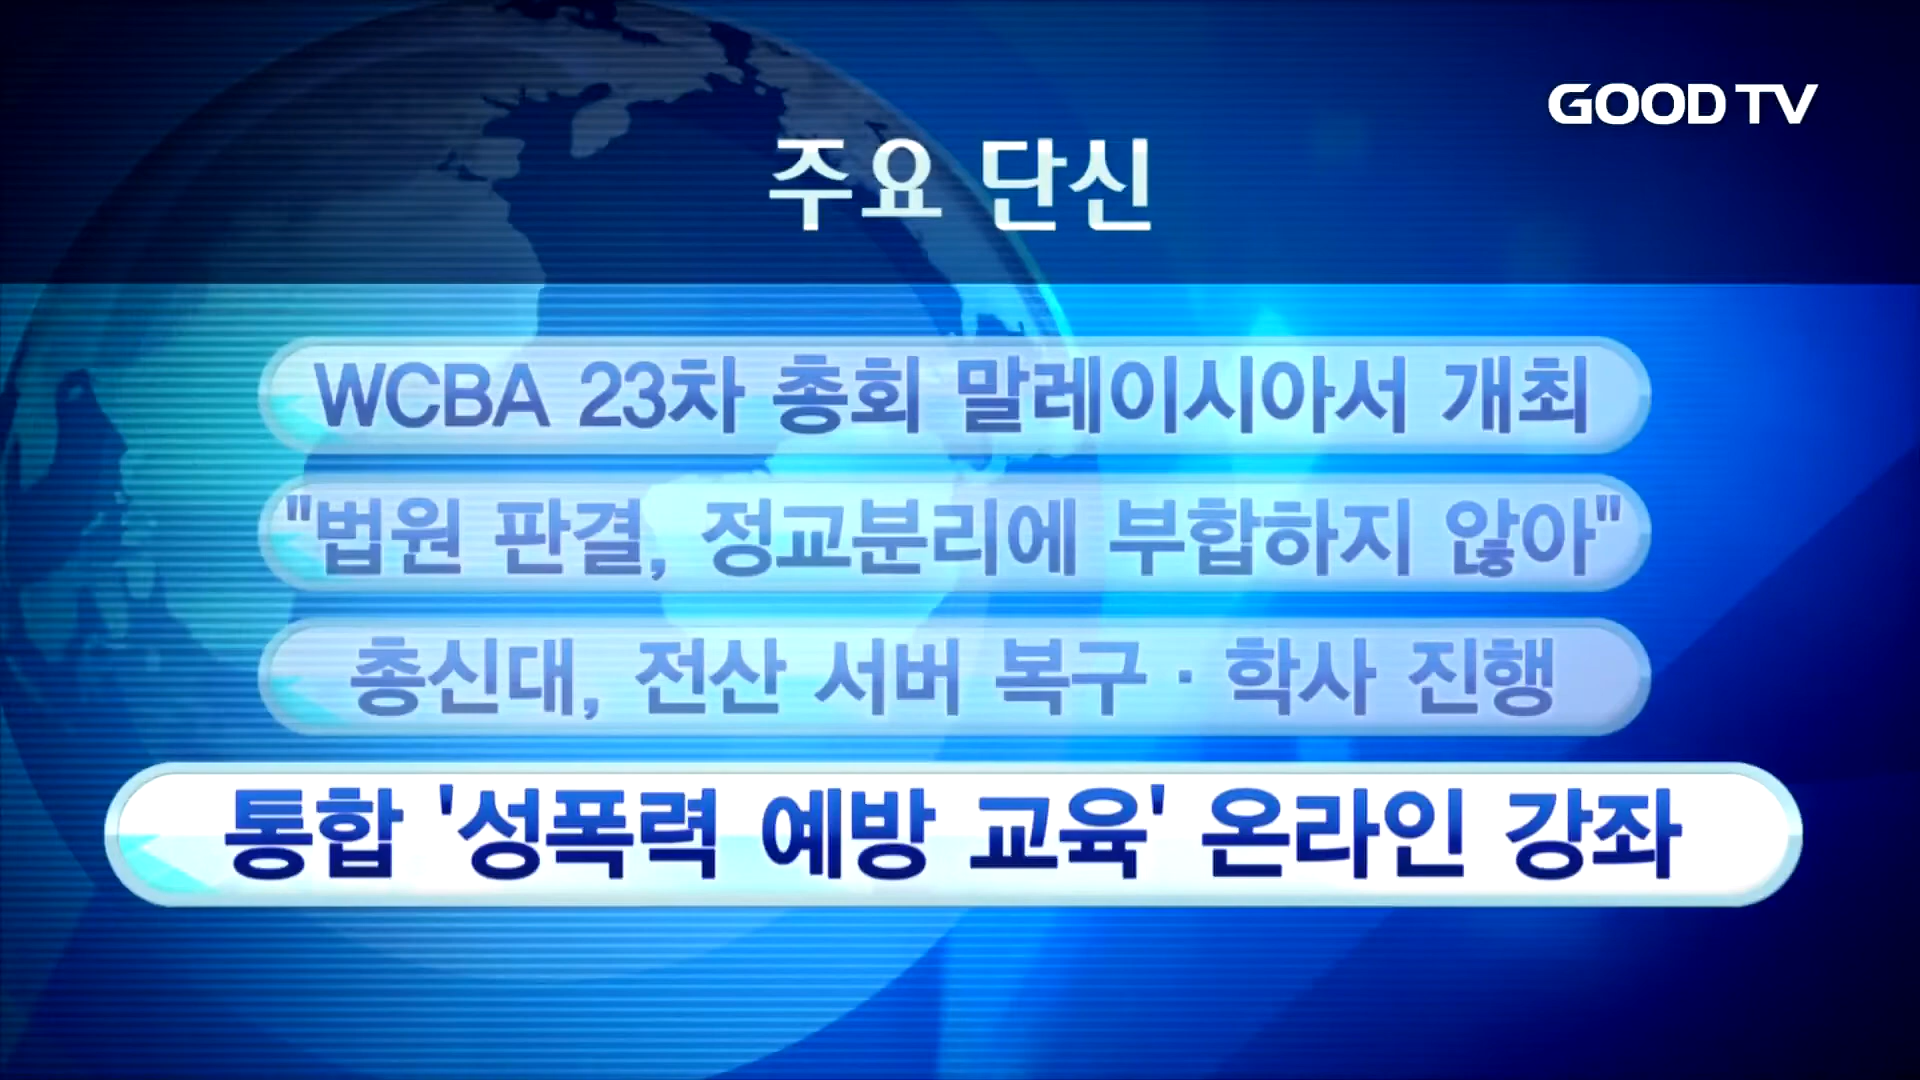 GOOD TV
주요 단신
WCBA 23차 총회 말레이시아서 개최
"법원 판결, 정교분리에 부합하지 않아"
총신대, 전산 서버 복구 · 학사 진행
통합 '성폭력 예방 교육' 온라인 강좌